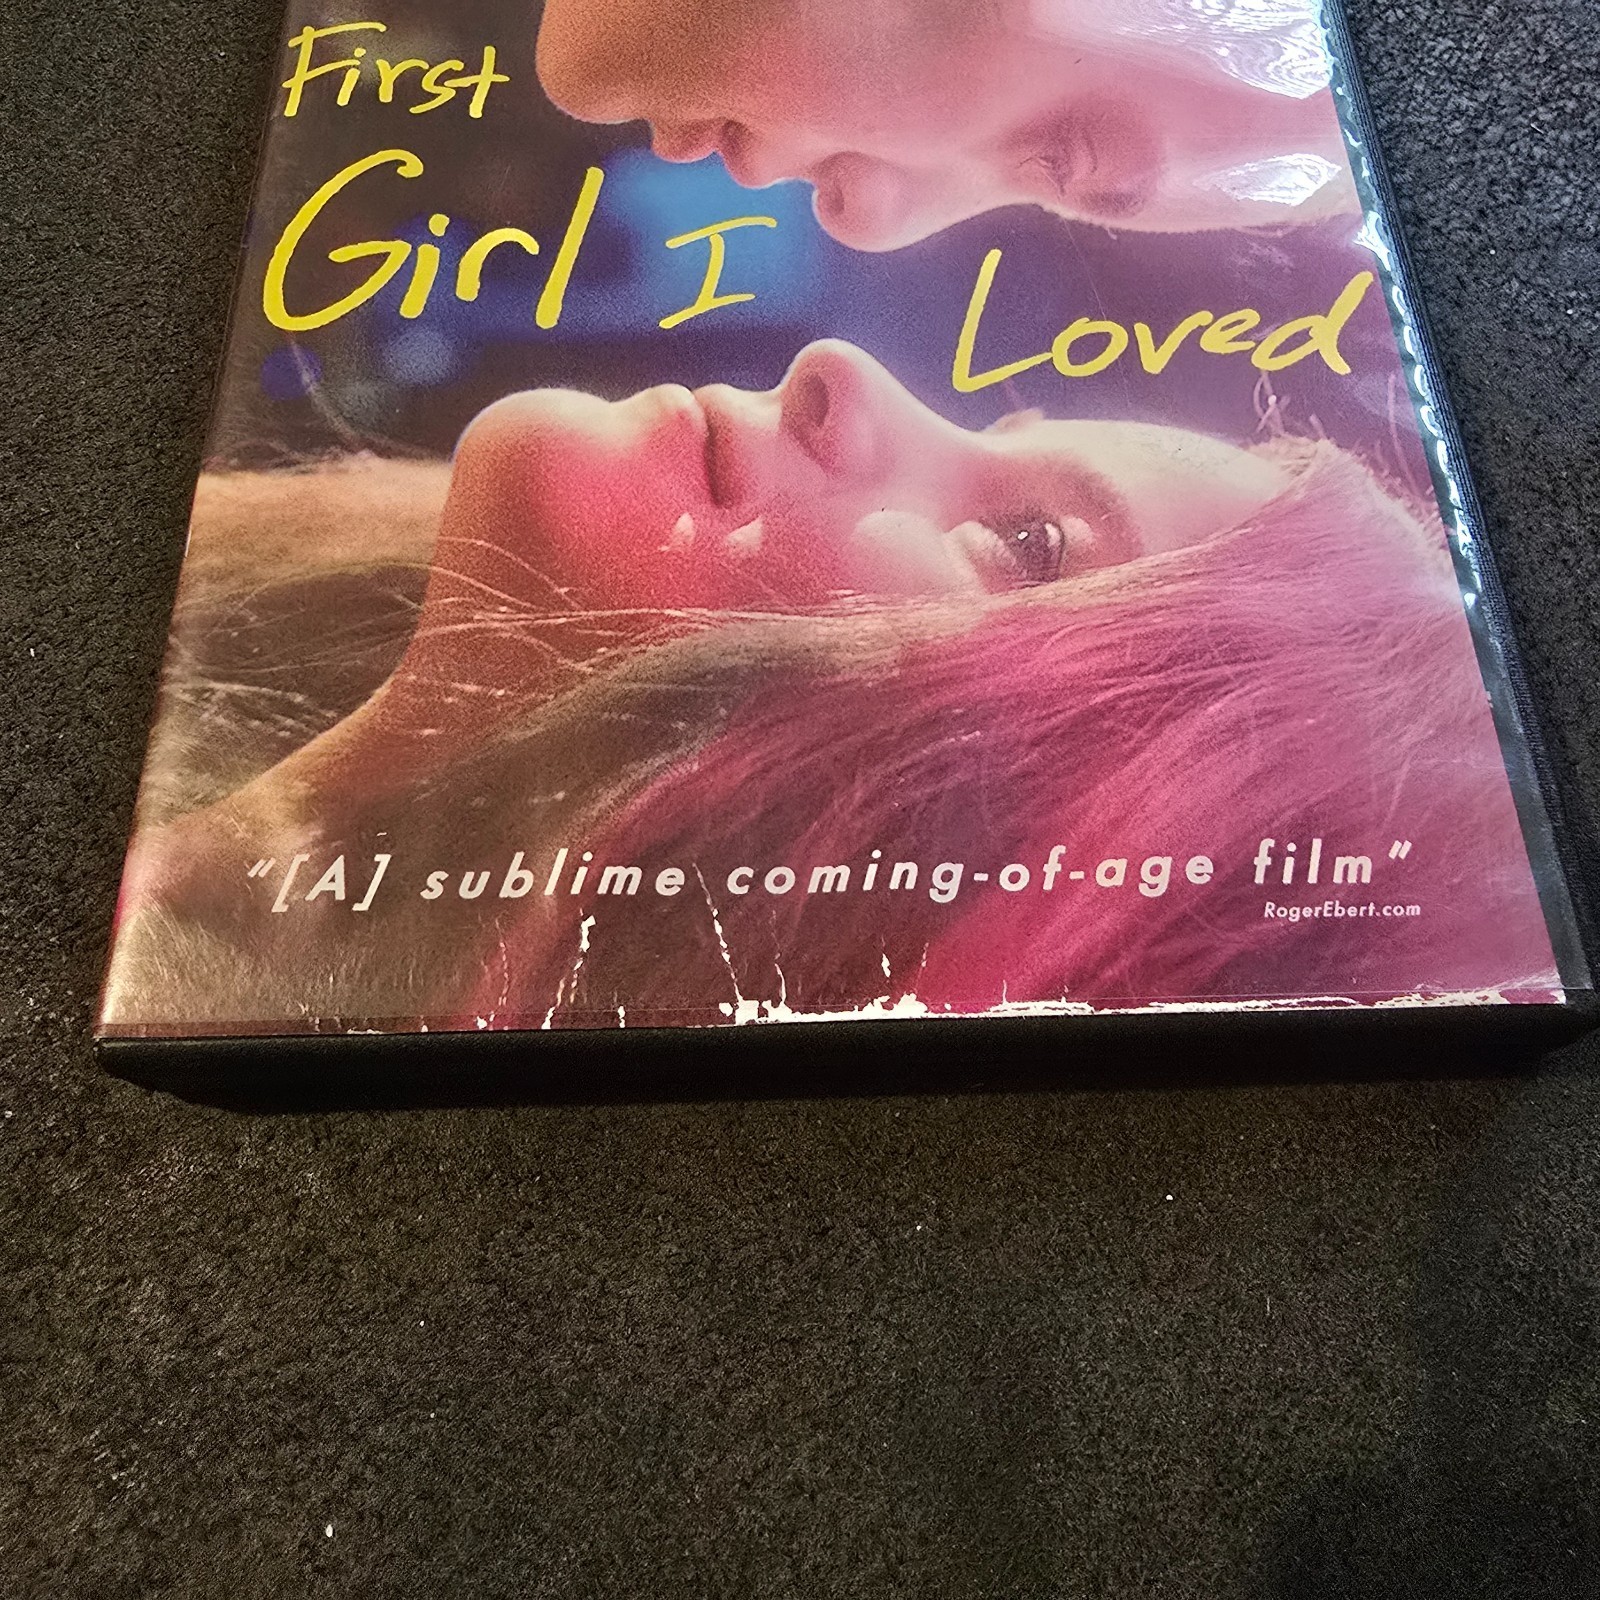 First
Girl I Loved
"[A] sublime coming-of-age film"
RogerEbert.com